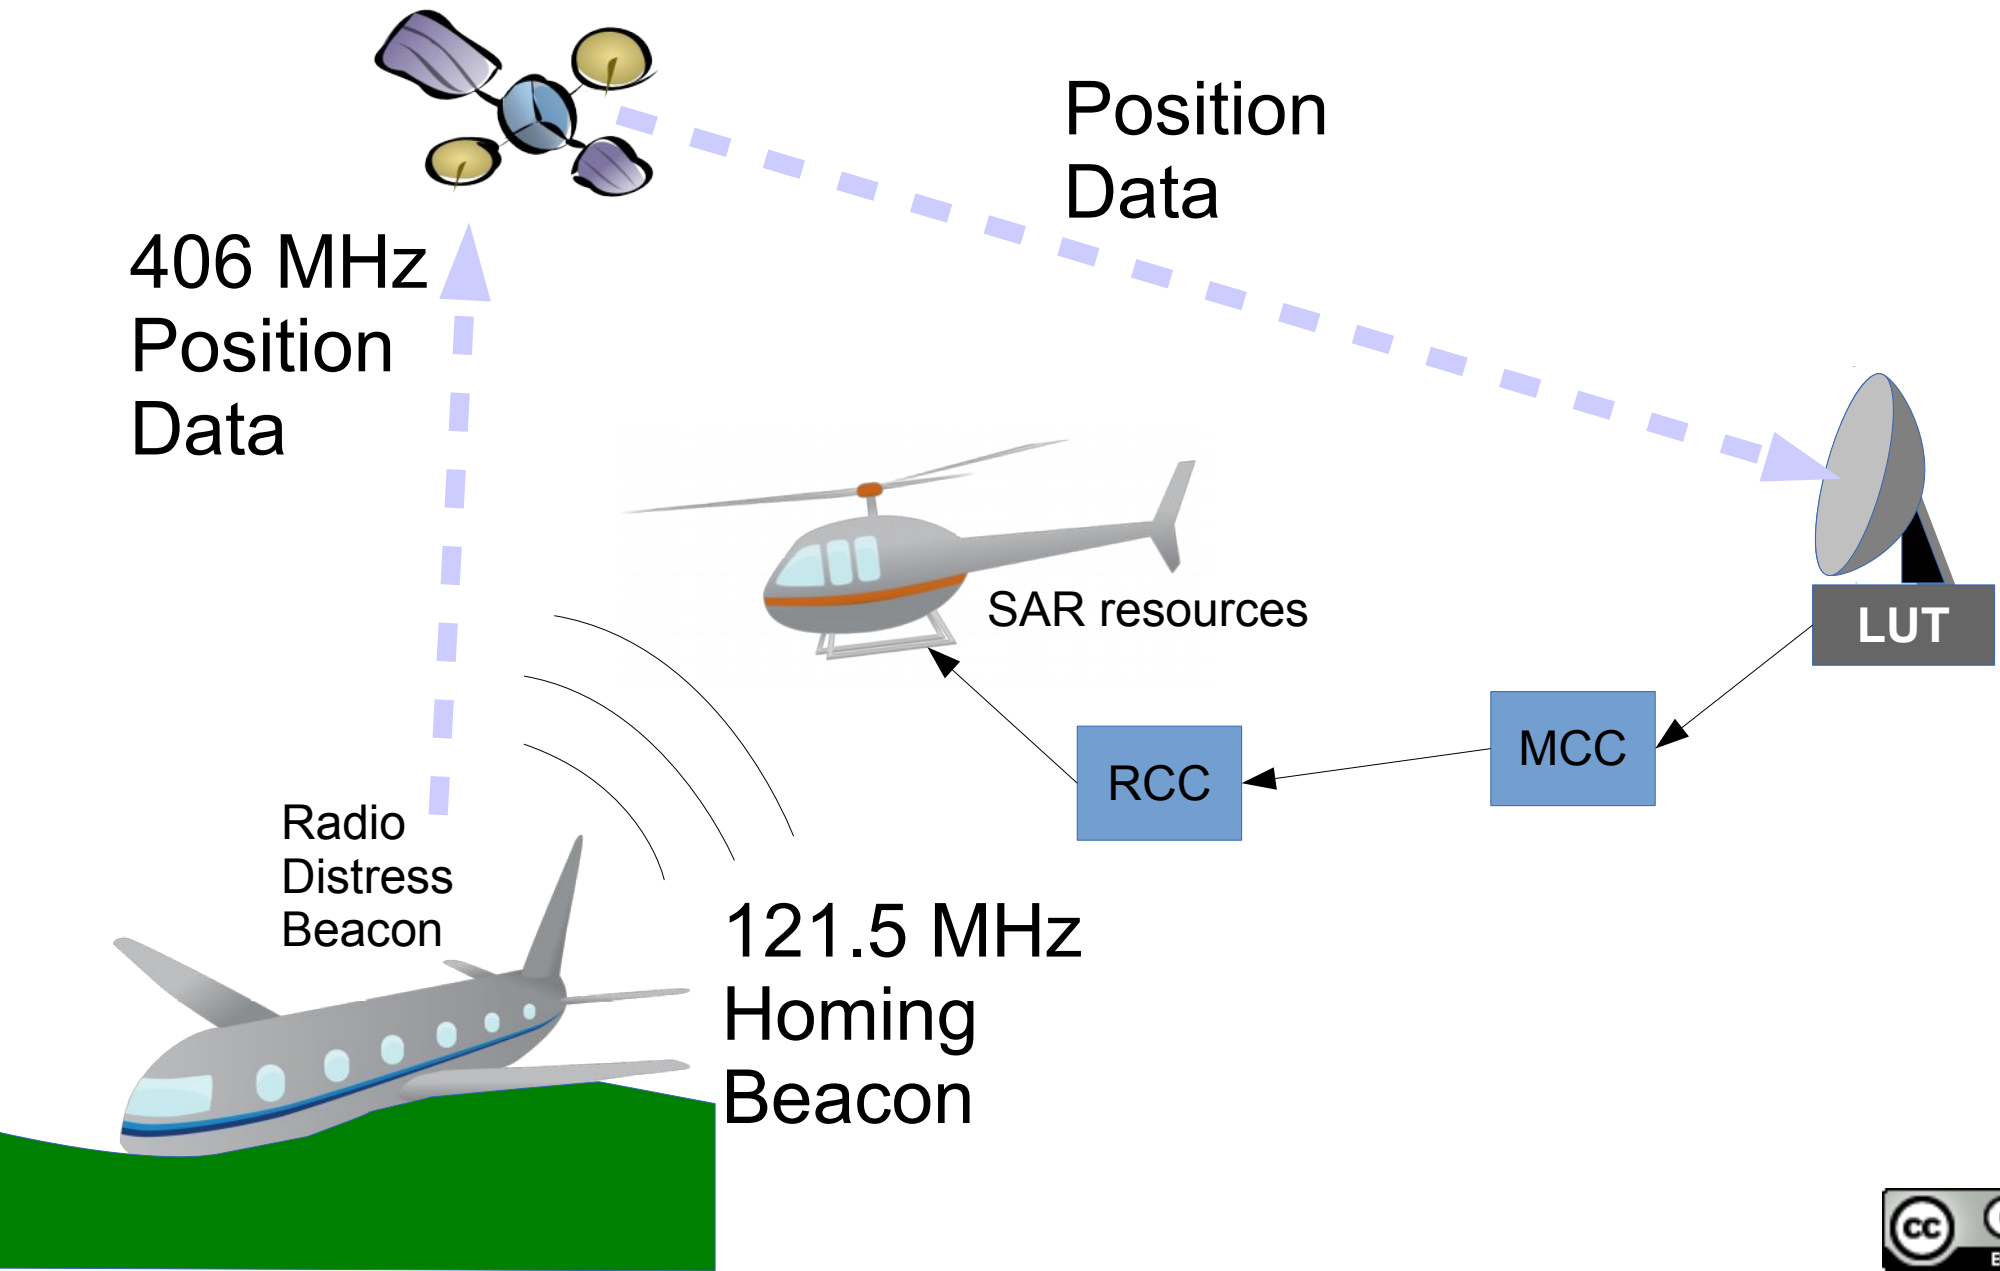 Position
Data
406 MHz
Position
Data
SAR resources
LUT
MCC
RCC
Radio
Distress
Beacon
121.5 MHz
Homing
Beacon
cc